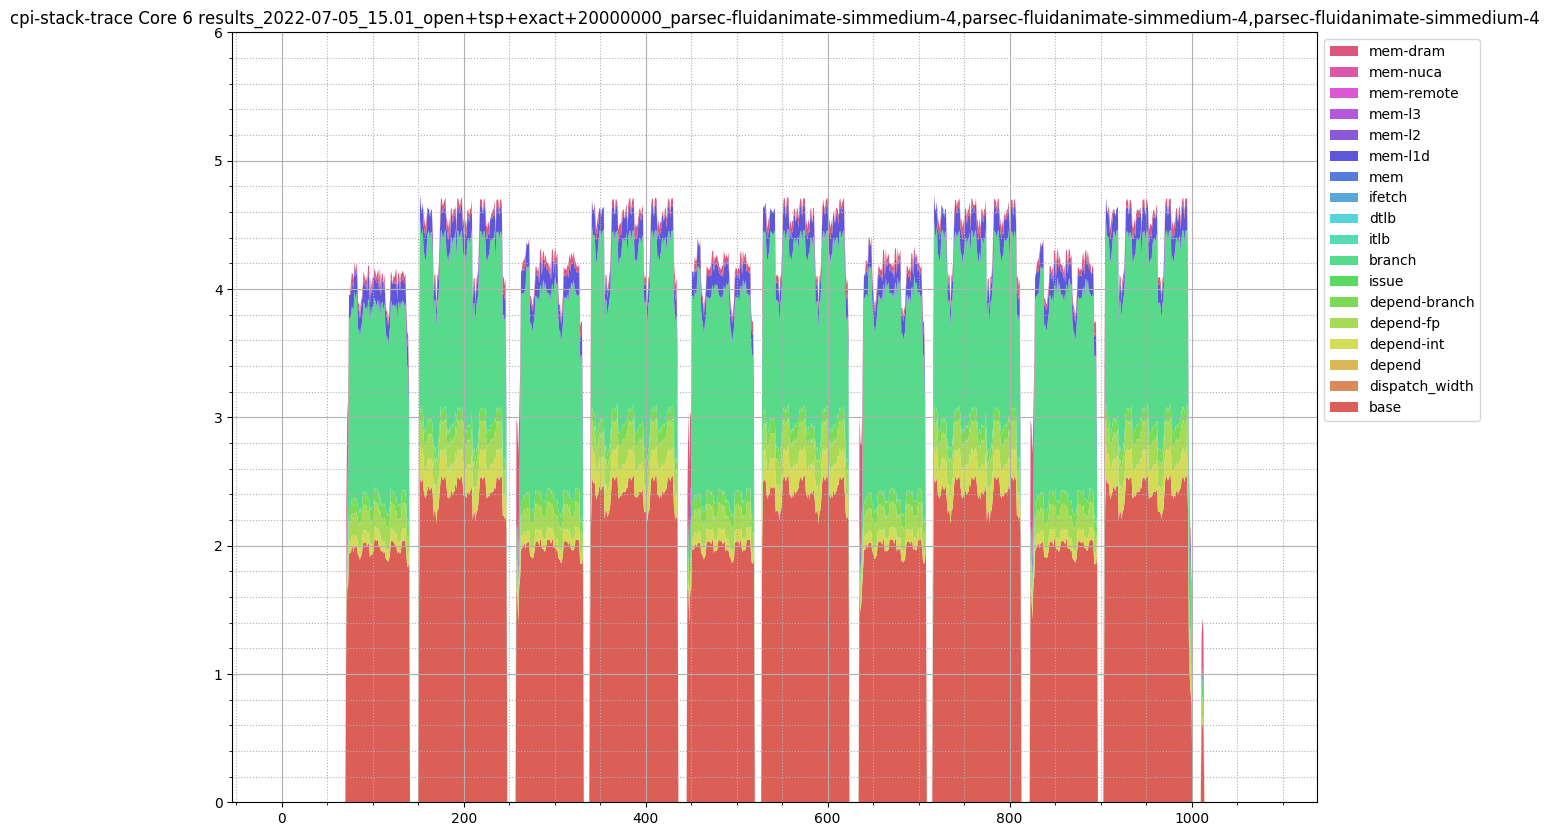 cpi-stack-trace Core 6 results_2022-07-05_15.01_open+tsp+exact+20000000_parsec-fluidanimate-simmedium-4,parsec-fluidanimate-simmedium-4,parsec-fluidanimate-simmedium-4
6
5
4
3
2
1
0
0 200 400 600 800 1000
mem-dram
mem-nuca
mem-remote
mem-l3
mem-l2
mem-l1d
mem
ifetch
dtlb
itlb
branch
issue
depend-branch
depend-fp
depend-int
depend
dispatch_width
base